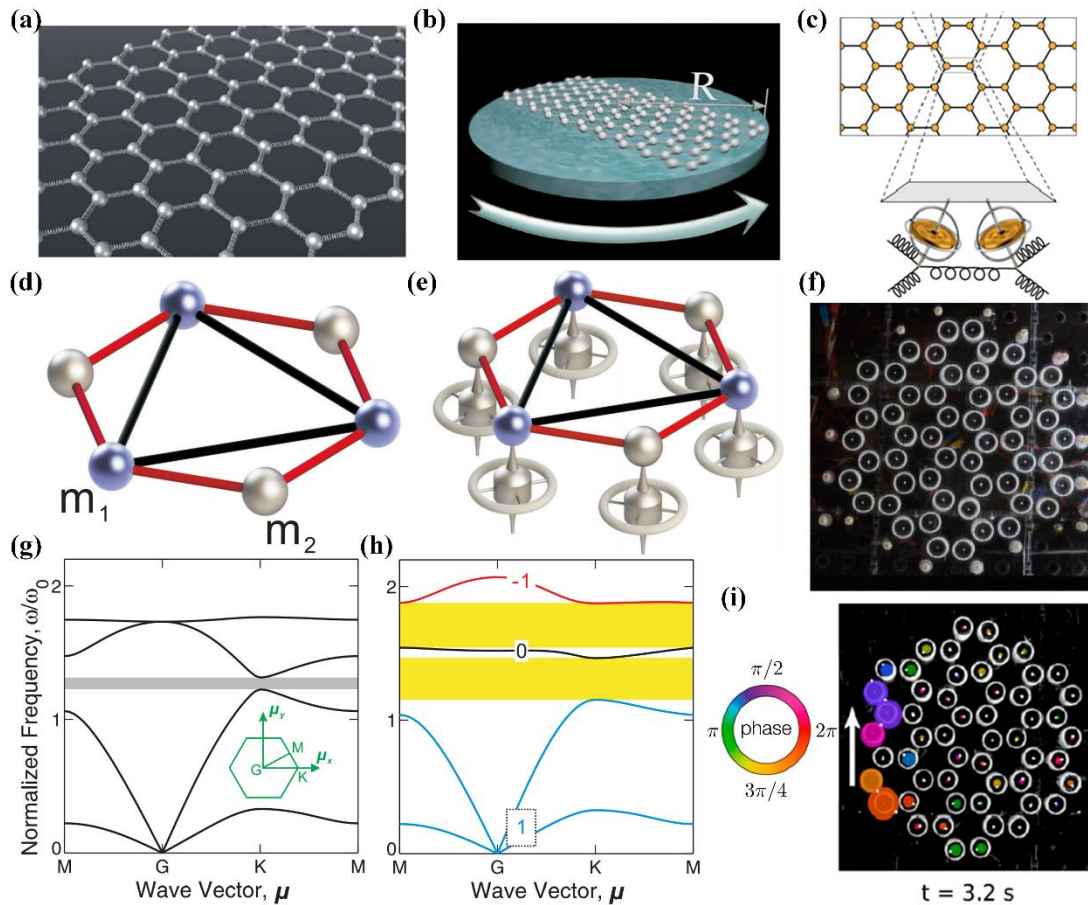 (a)
(b)
R
(c)
(d)
m1
m2
(e)
(f)
(g)
Normalized Frequency, ω/ω0
2
1
0
μy
μx
M
G
K
M
G
K
M
Wave Vector, μ
(h)
2
1
0
-1
0
1
M
G
K
M
Wave Vector, μ
(i)
π/2
π
phase
2π
3π/4
t = 3.2 s